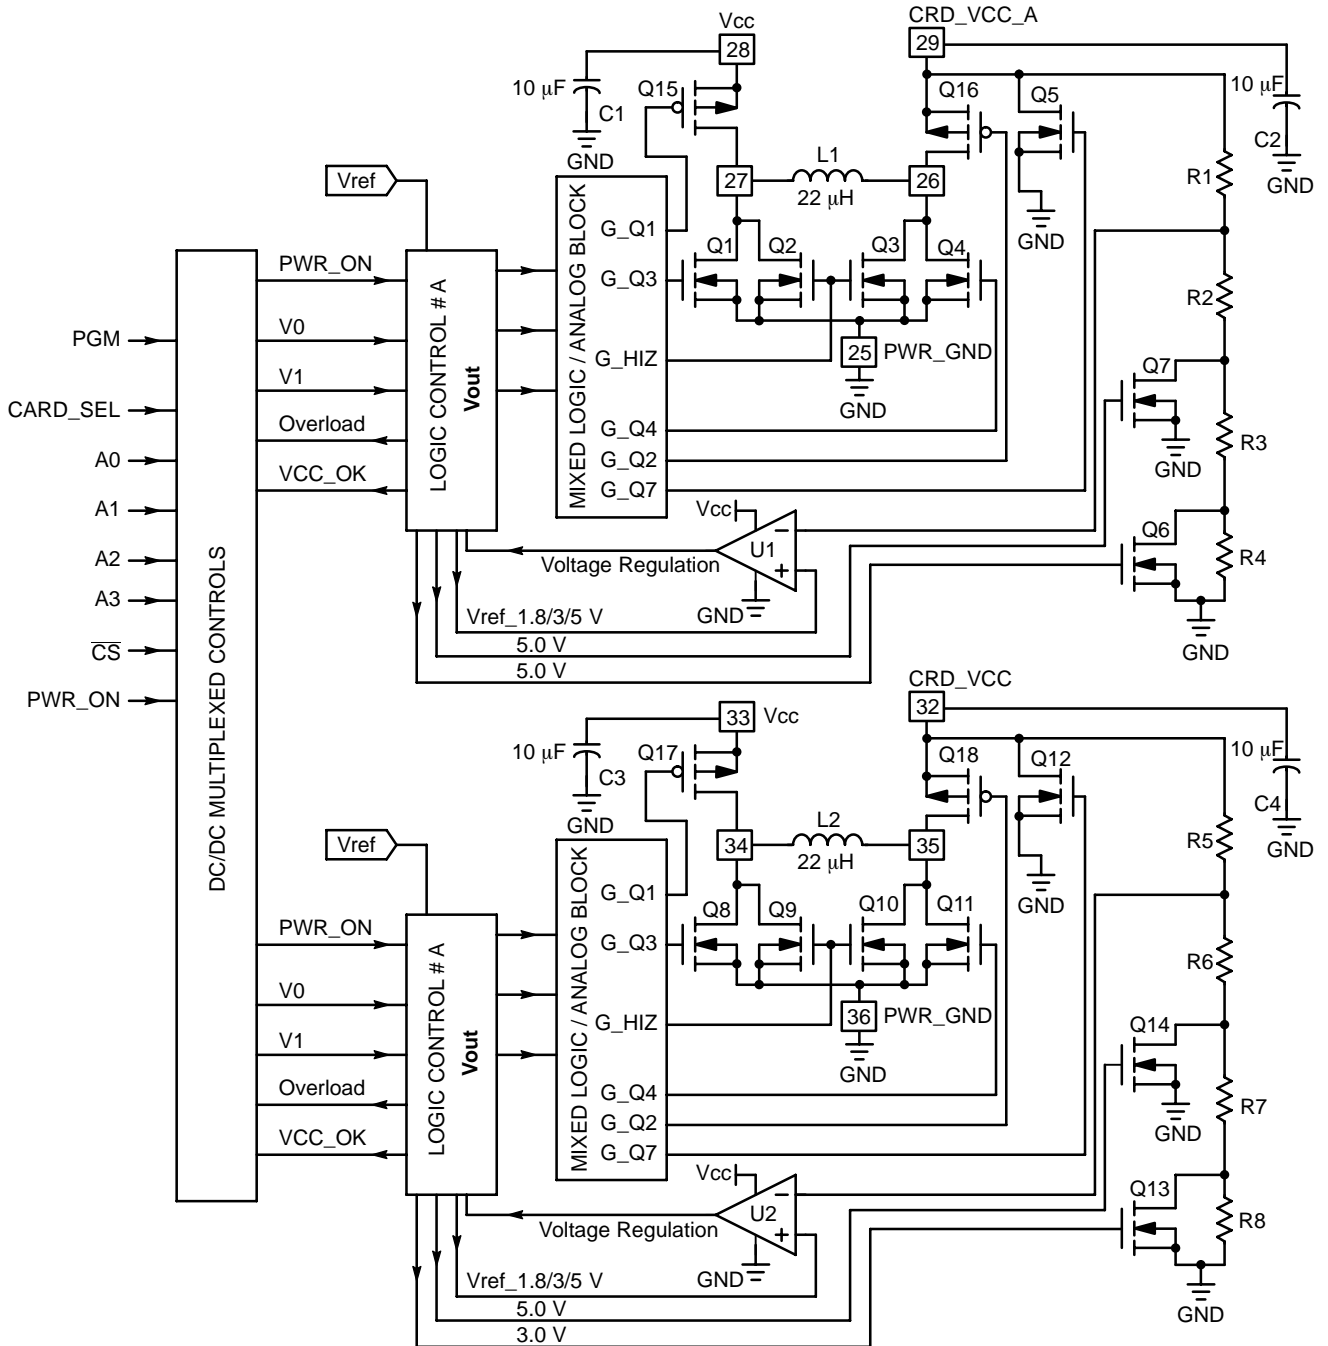 Vcc
28
CRD_VCC_A
29
10 μF
C1
GND
Q15
Q16
Q5
10 μF
C2
GND
Vref
27
L1
22 μH
26
GND
R1
PWR_ON
V0
V1
Overload
VCC_OK
LOGIC CONTROL # A
Vout
MIXED LOGIC / ANALOG BLOCK
G_Q1
G_Q3
G_HIZ
G_Q4
G_Q2
G_Q7
Q1
Q2
Q3
Q4
25
PWR_GND
GND
R2
Q7
GND
R3
Q6
R4
GND
Vcc
U1
−
+
GND
Voltage Regulation
Vref_1.8/3/5 V
5.0 V
5.0 V
PGM
CARD_SEL
A0
A1
A2
A3
CS
PWR_ON
DC/DC MULTIPLEXED CONTROLS
33
Vcc
CRD_VCC
32
10 μF
C3
GND
Q17
Q18
Q12
10 μF
C4
GND
Vref
34
L2
22 μH
35
GND
R5
PWR_ON
V0
V1
Overload
VCC_OK
LOGIC CONTROL # A
Vout
MIXED LOGIC / ANALOG BLOCK
G_Q1
G_Q3
G_HIZ
G_Q4
G_Q2
G_Q7
Q8
Q9
Q10
Q11
36
PWR_GND
GND
R6
Q14
GND
R7
Q13
R8
GND
Vcc
U2
−
+
GND
Voltage Regulation
Vref_1.8/3/5 V
5.0 V
3.0 V